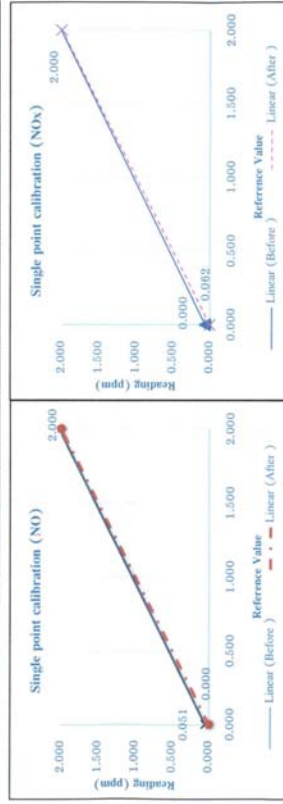 Single point calibration (NO)
Reading (ppm)
2.000
1.500
1.000
0.500
0.000
0.051
0.000
0.000 0.500 1.000 1.500 2.000
Reference Value
Linear (Before ) Linear (After)
Single point calibration (NOx)
Reading (ppm)
2.000
1.500
1.000
0.500
0.000
2.000
0.000
0.062
0.000 0.500 1.000 1.500 2.000
Reference Value
Linear (Before ) Linear (After)